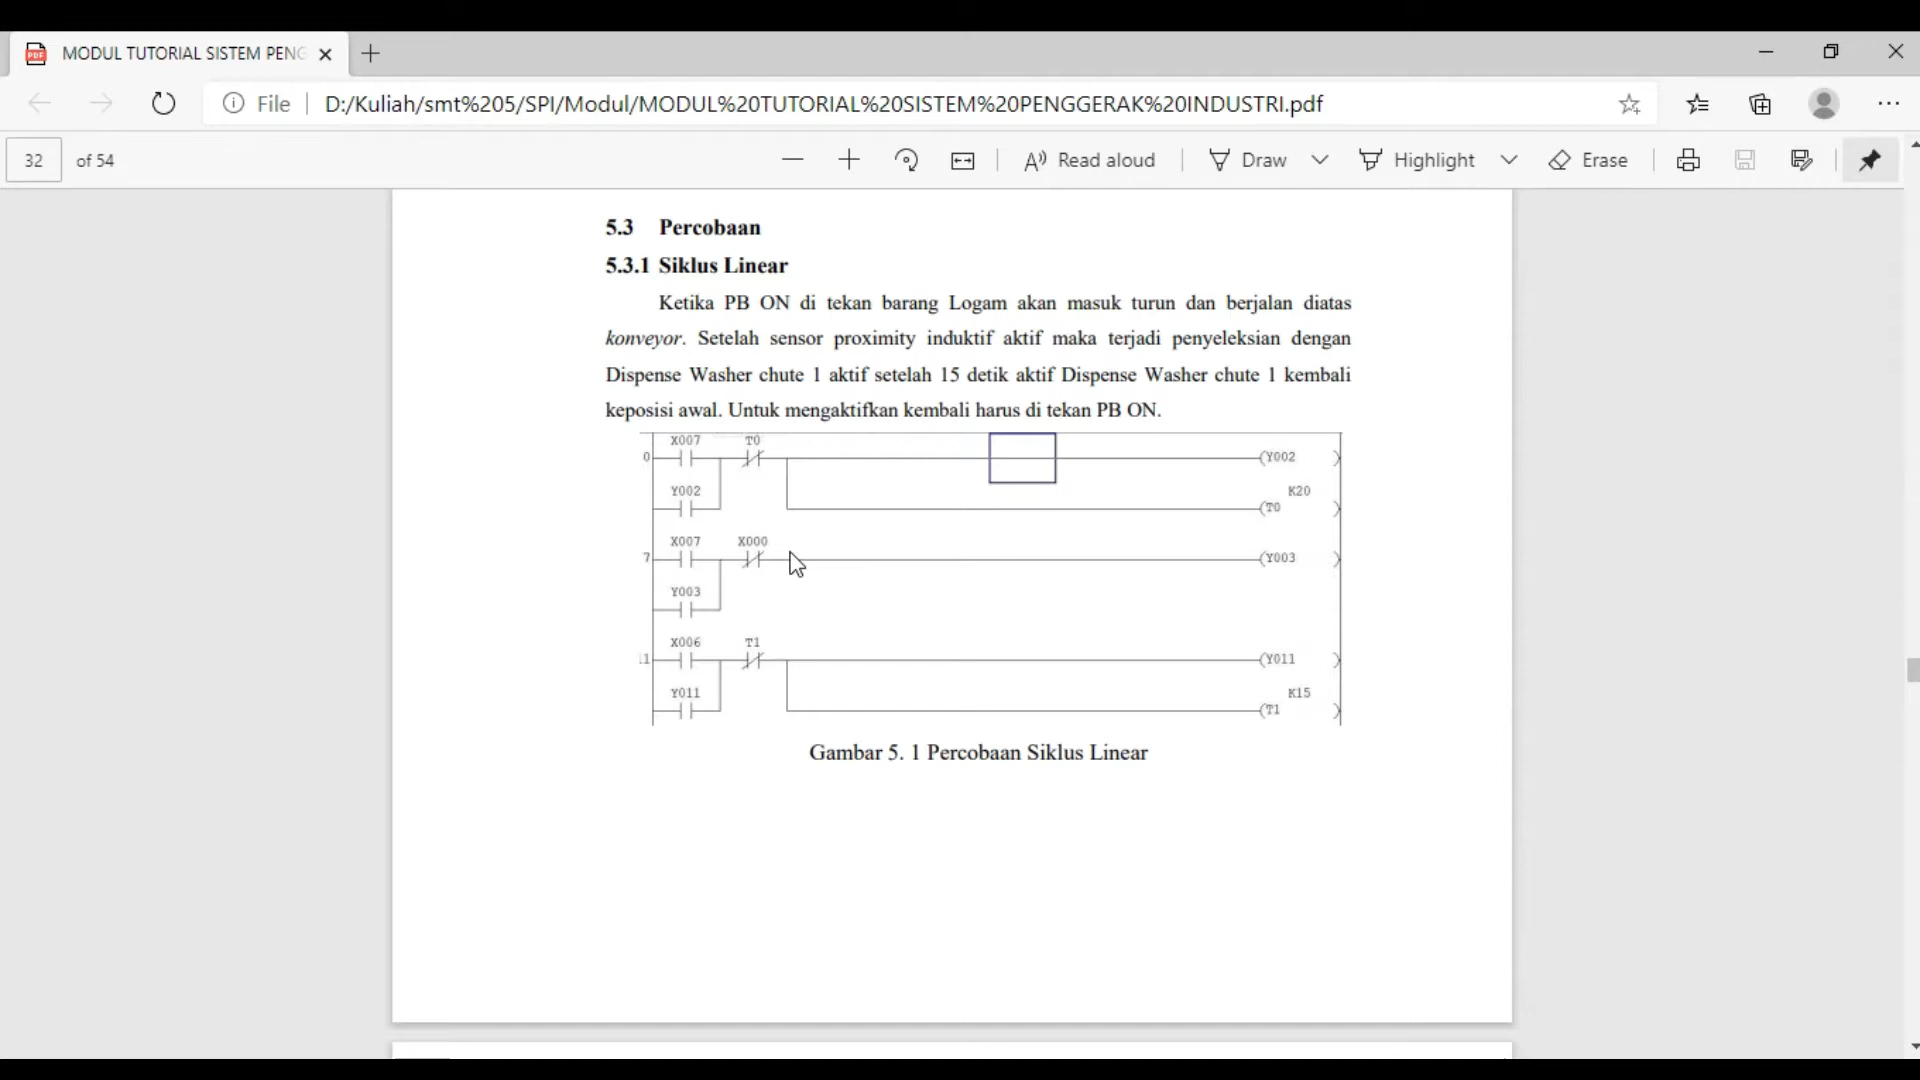 MODUL TUTORIAL SISTEM PENG
File
D:/Kuliah/smt%205/SPI/Modul/MODUL%20TUTORIAL%20SISTEM%20PENGGERAK%20INDUSTRI.pdf
32 of 54
Read aloud
Draw
Highlight
Erase
5.3 Percobaan
5.3.1 Siklus Linear
Ketika PB ON di tekan barang Logam akan masuk turun dan berjalan diatas
konveyor. Setelah sensor proximity induktif aktif maka terjadi penyeleksian dengan
Dispense Washer chute 1 aktif setelah 15 detik aktif Dispense Washer chute 1 kembali
keposisi awal. Untuk mengaktifkan kembali harus di tekan PB ON.
X007 T0
0 (Y002 )
Y002 K20
(T0 )
X007 X000
7 (Y003 )
Y003
X006 T1
11 (Y011 )
Y011 K15
(T1 )
Gambar 5. 1 Percobaan Siklus Linear